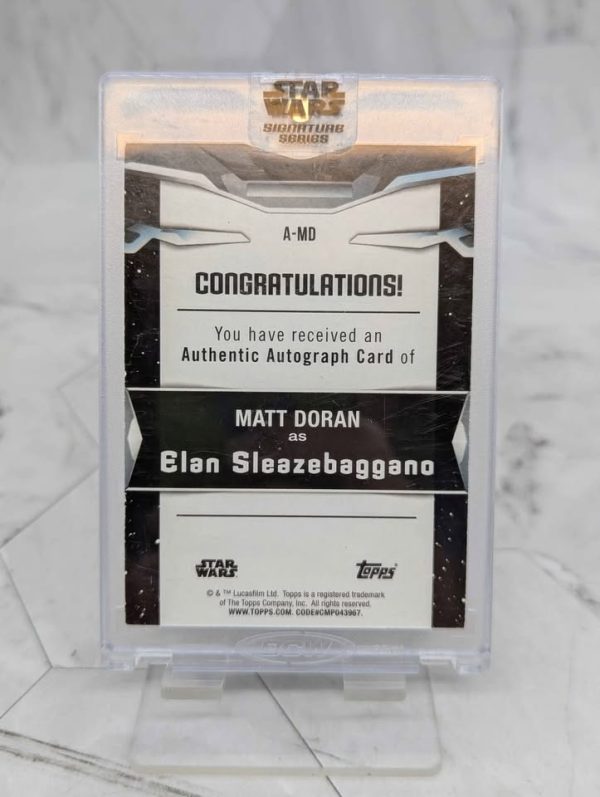 STAR
WARS
SIGNATURE
SERIES
A-MD
CONGRATULATIONS!
You have received an
Authentic Autograph Card of
MATT DORAN
as
Elan Sleazebaggano
STAR
WARS
Topps
© & ™ Lucasfilm Ltd. Topps is a registered trademark
of The Topps Company, Inc. All rights reserved.
WWW.TOPPS.COM. CODE#CMP043967.